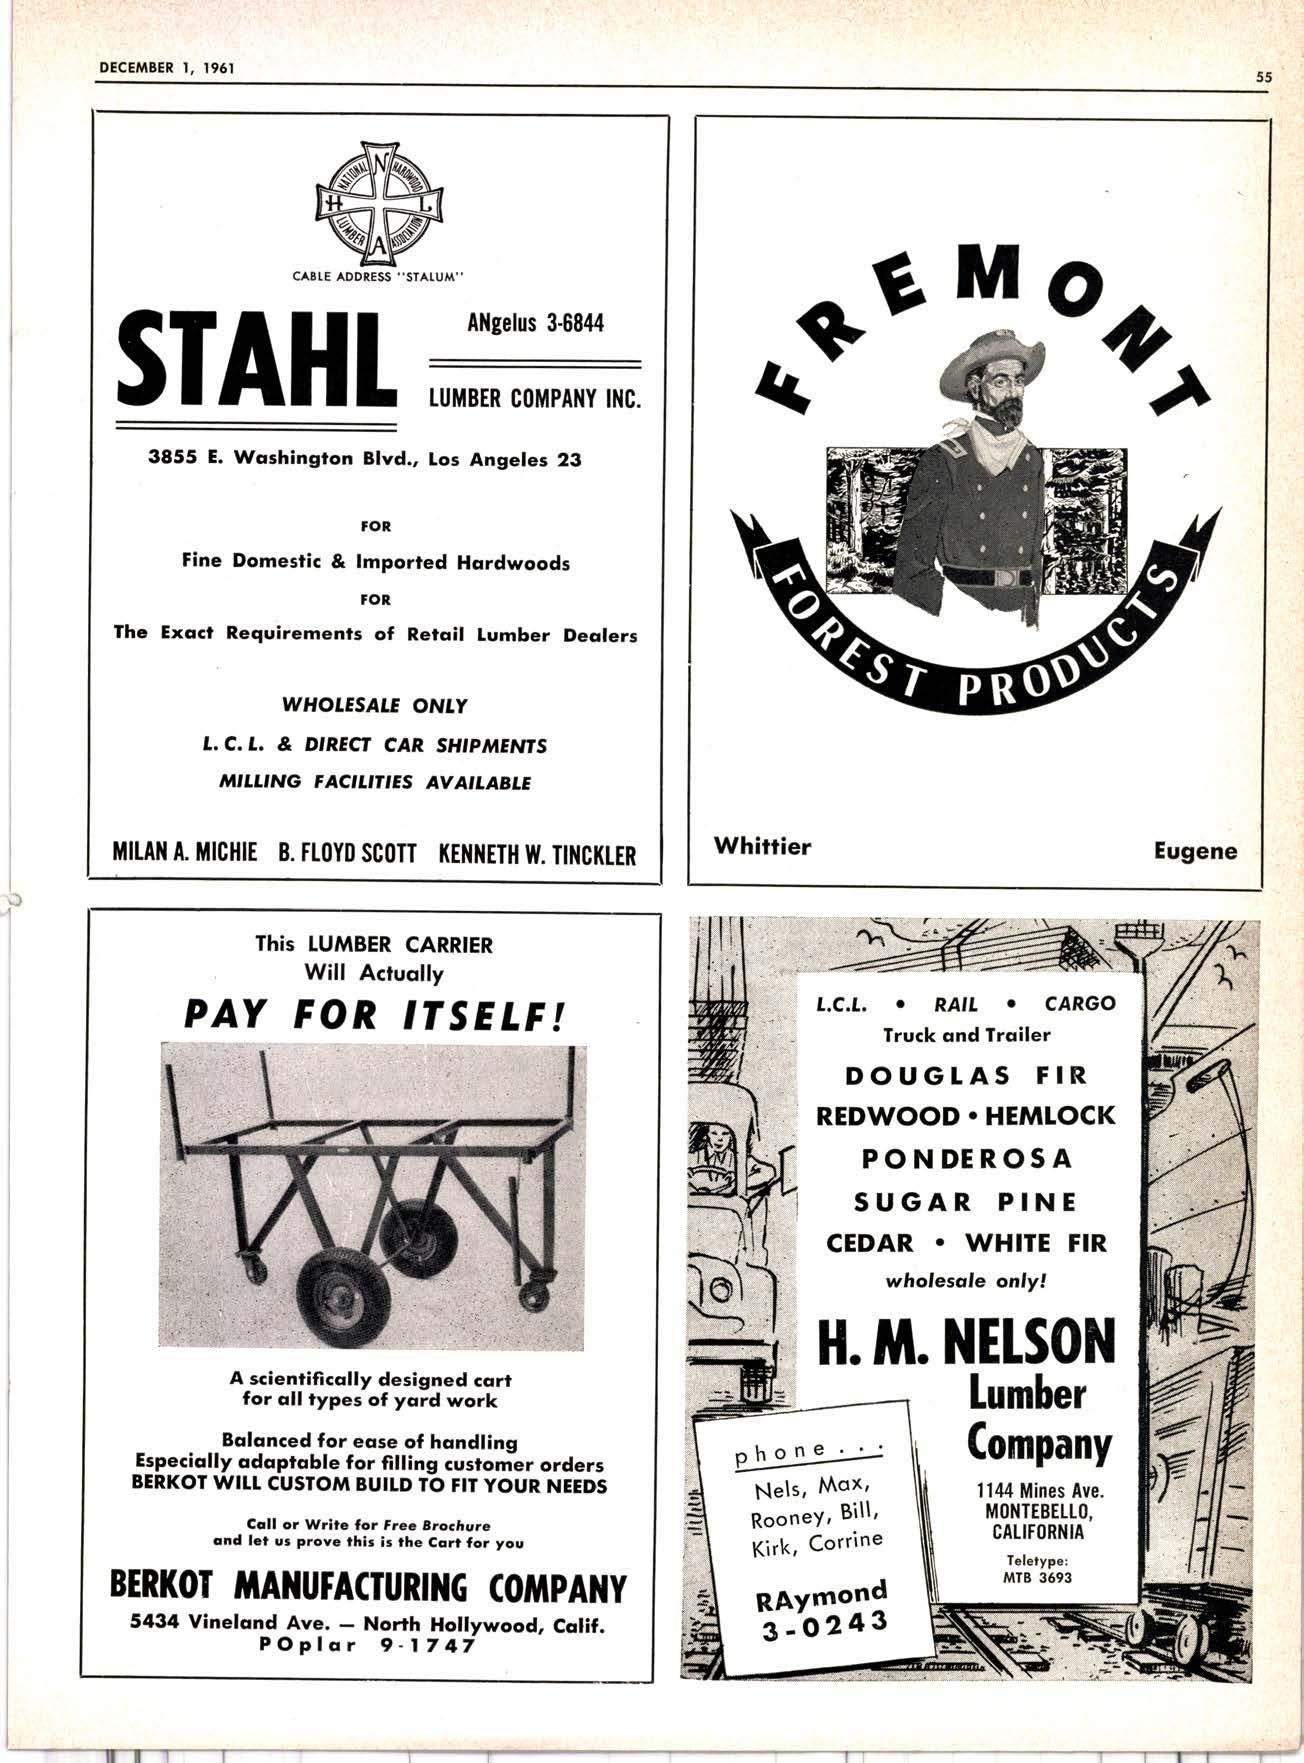 DECEMBER 1, 1961
55
N
NATIONAL HARDWOOD
H L
LUMBER ASSOCIATION
A
CABLE ADDRESS "STALUM"
STAHL
ANgelus 3-6844
LUMBER COMPANY INC.
3855 E. Washington Blvd., Los Angeles 23
FOR
Fine Domestic & Imported Hardwoods
FOR
The Exact Requirements of Retail Lumber Dealers
WHOLESALE ONLY
L. C. L. & DIRECT CAR SHIPMENTS
MILLING FACILITIES AVAILABLE
MILAN A. MICHIE B. FLOYD SCOTT KENNETH W. TINCKLER
FREMONT
FOREST PRODUCTS
Whittier Eugene
This LUMBER CARRIER
Will Actually
PAY FOR ITSELF!
A scientifically designed cart
for all types of yard work
Balanced for ease of handling
Especially adaptable for filling customer orders
BERKOT WILL CUSTOM BUILD TO FIT YOUR NEEDS
Call or Write for Free Brochure
and let us prove this is the Cart for you
BERKOT MANUFACTURING COMPANY
5434 Vineland Ave. — North Hollywood, Calif.
POplar 9-1747
L.C.L. • RAIL • CARGO
Truck and Trailer
DOUGLAS FIR
REDWOOD • HEMLOCK
PONDEROSA
SUGAR PINE
CEDAR • WHITE FIR
wholesale only!
H. M. NELSON
Lumber
Company
1144 Mines Ave.
MONTEBELLO,
CALIFORNIA
Teletype:
MTB 3693
phone . . .
Nels, Max,
Rooney, Bill,
Kirk, Corrine
RAymond
3-0243